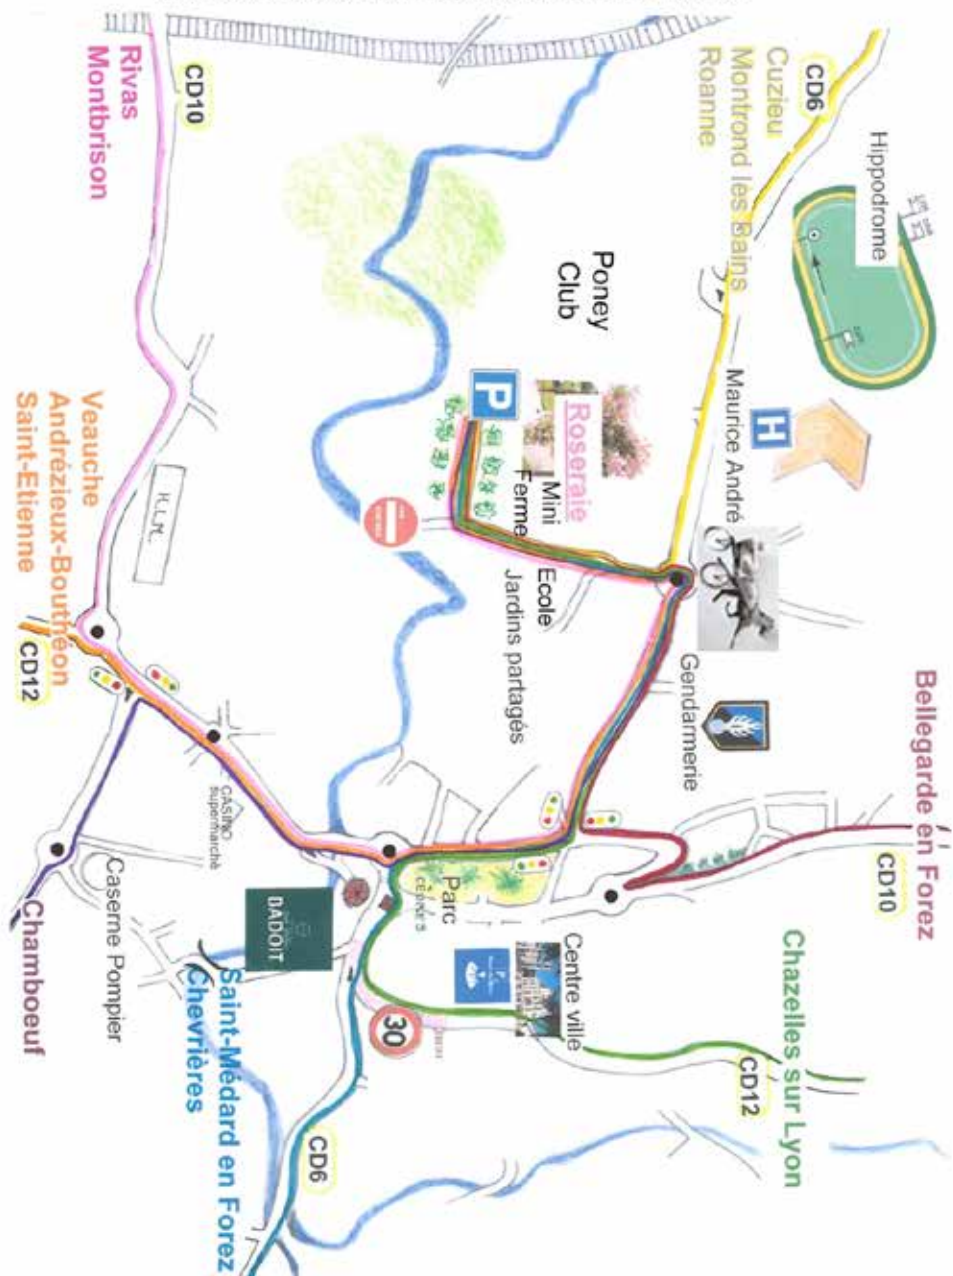 Rivas
Montbrison
CD10
Cuzieu
Montrond les Bains
Roanne
CD6
Hippodrome
Poney
Club
Maurice André
H
P
Roseraie
Mini
Ferme
Ecole
Jardins partagés
H.L.M.
Veauche
Andrézieux-Bouthéon
Saint-Etienne
CD12
Gendarmerie
Bellegarde en Forez
CD10
CASINO
Supermarché
Parc
Caserne Pompier
BADOIT
Centre ville
Chamboeuf
Saint-Médard en Forez
Chevrières
30
CD6
CD12
Chazelles sur Lyon